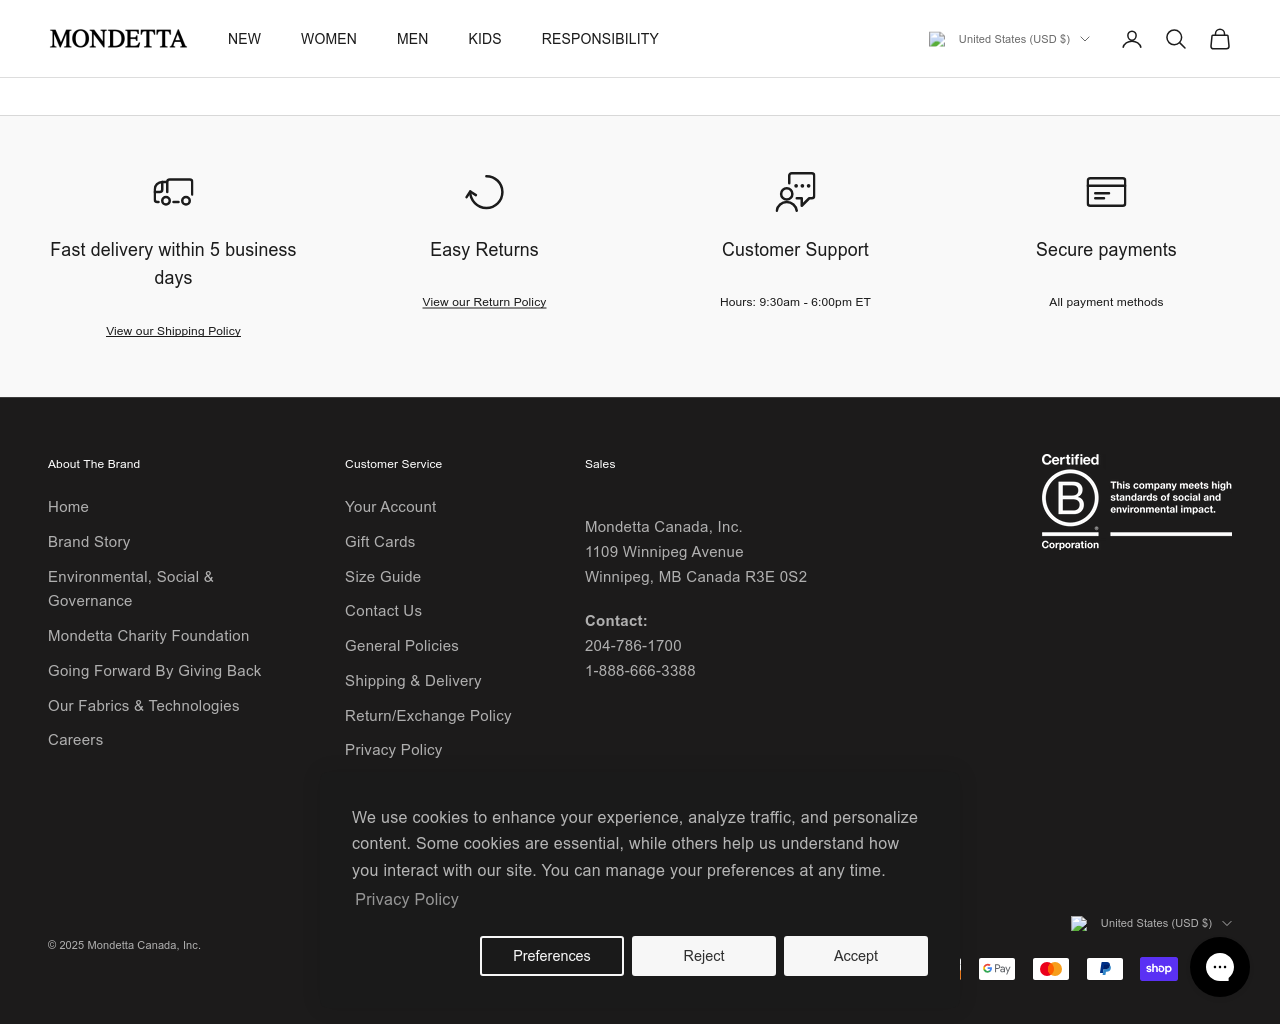 MONDETTA NEW WOMEN MEN KIDS RESPONSIBILITY United States (USD $)
Fast delivery within 5 business
days
View our Shipping Policy
Easy Returns
View our Return Policy
Customer Support
Hours: 9:30am - 6:00pm ET
Secure payments
All payment methods
About The Brand
Home
Brand Story
Environmental, Social &
Governance
Mondetta Charity Foundation
Going Forward By Giving Back
Our Fabrics & Technologies
Careers
Customer Service
Your Account
Gift Cards
Size Guide
Contact Us
General Policies
Shipping & Delivery
Return/Exchange Policy
Privacy Policy
Sales
Mondetta Canada, Inc.
1109 Winnipeg Avenue
Winnipeg, MB Canada R3E 0S2
Contact:
204-786-1700
1-888-666-3388
Certified
B
Corporation
This company meets high
standards of social and
environmental impact.
We use cookies to enhance your experience, analyze traffic, and personalize
content. Some cookies are essential, while others help us understand how
you interact with our site. You can manage your preferences at any time.
Privacy Policy
Preferences Reject Accept
© 2025 Mondetta Canada, Inc.
United States (USD $)
G Pay
shop